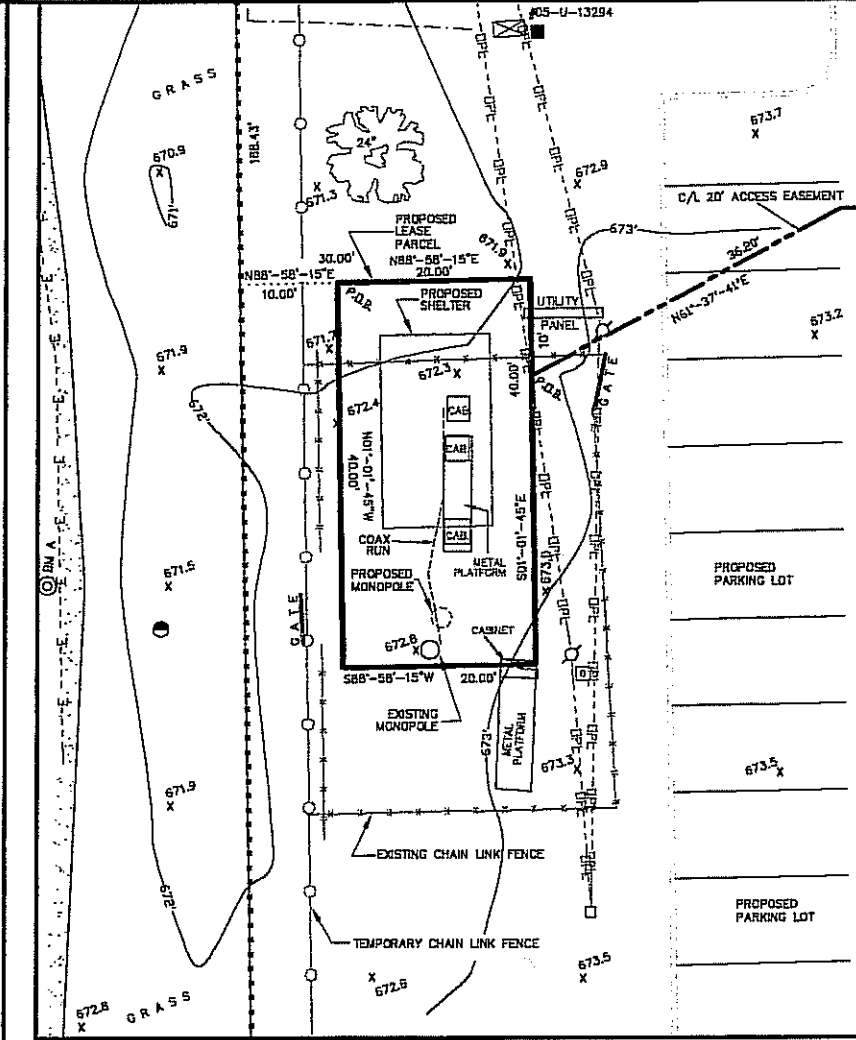 #05-U-13294
GRASS
673.7
670.9
188.43'
24"
672.9
671'
671.3
C/L 20' ACCESS EASEMENT
PROPOSED
LEASE
PARCEL
671.9
673'
36.20'
30.00'
N88°-58'-15"E
N88°-58'-15"E
20.00'
10.00'
P.O.B.
PROPOSED
SHELTER
UTILITY
PANEL
N61°-37'-41"E
673.2
671.7
10'
671.9
672.3
40.00'
P.O.B.
GATE
672'
672.4
CAB.
CAB.
N01°-01'-45"W
40.00'
S01°-01'-45"E
CAB.
COAX
RUN
METAL
PLATFORM
BM A
671.5
PROPOSED
MONOPOLE
673.0
PROPOSED
PARKING LOT
GATE
672.8
CABINET
S88°-58'-15"W
20.00'
EXISTING
MONOPOLE
METAL
PLATFORM
673'
673.3
673.5
671.9
EXISTING CHAIN LINK FENCE
672'
PROPOSED
PARKING LOT
TEMPORARY CHAIN LINK FENCE
672.6
673.5
672.8
GRASS